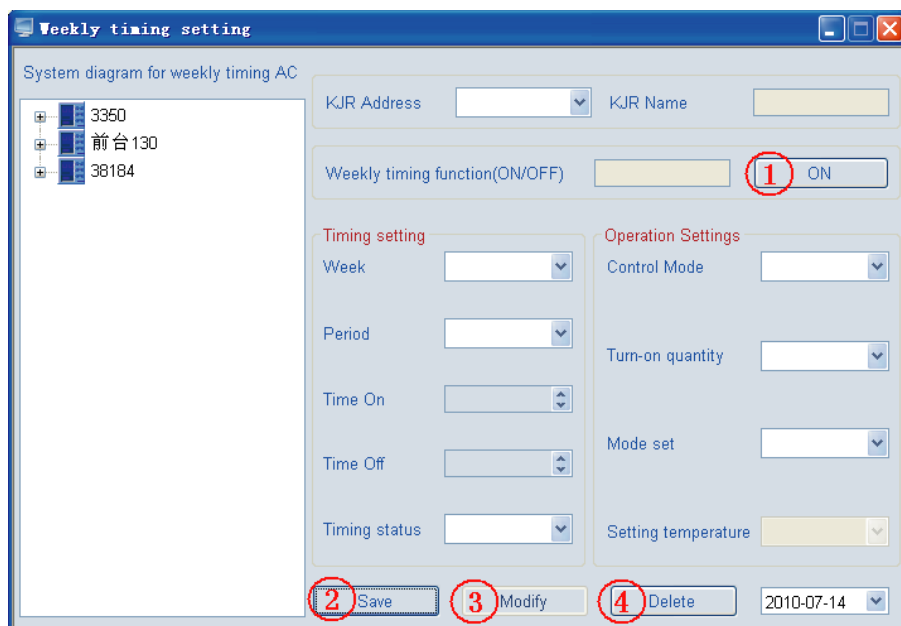 Weekly timing setting
System diagram for weekly timing AC
3350
前台130
38184
KJR Address
KJR Name
Weekly timing function(ON/OFF)
1 ON
Timing setting
Week
Period
Time On
Time Off
Timing status
Operation Settings
Control Mode
Turn-on quantity
Mode set
Setting temperature
2 Save
3 Modify
4 Delete
2010-07-14